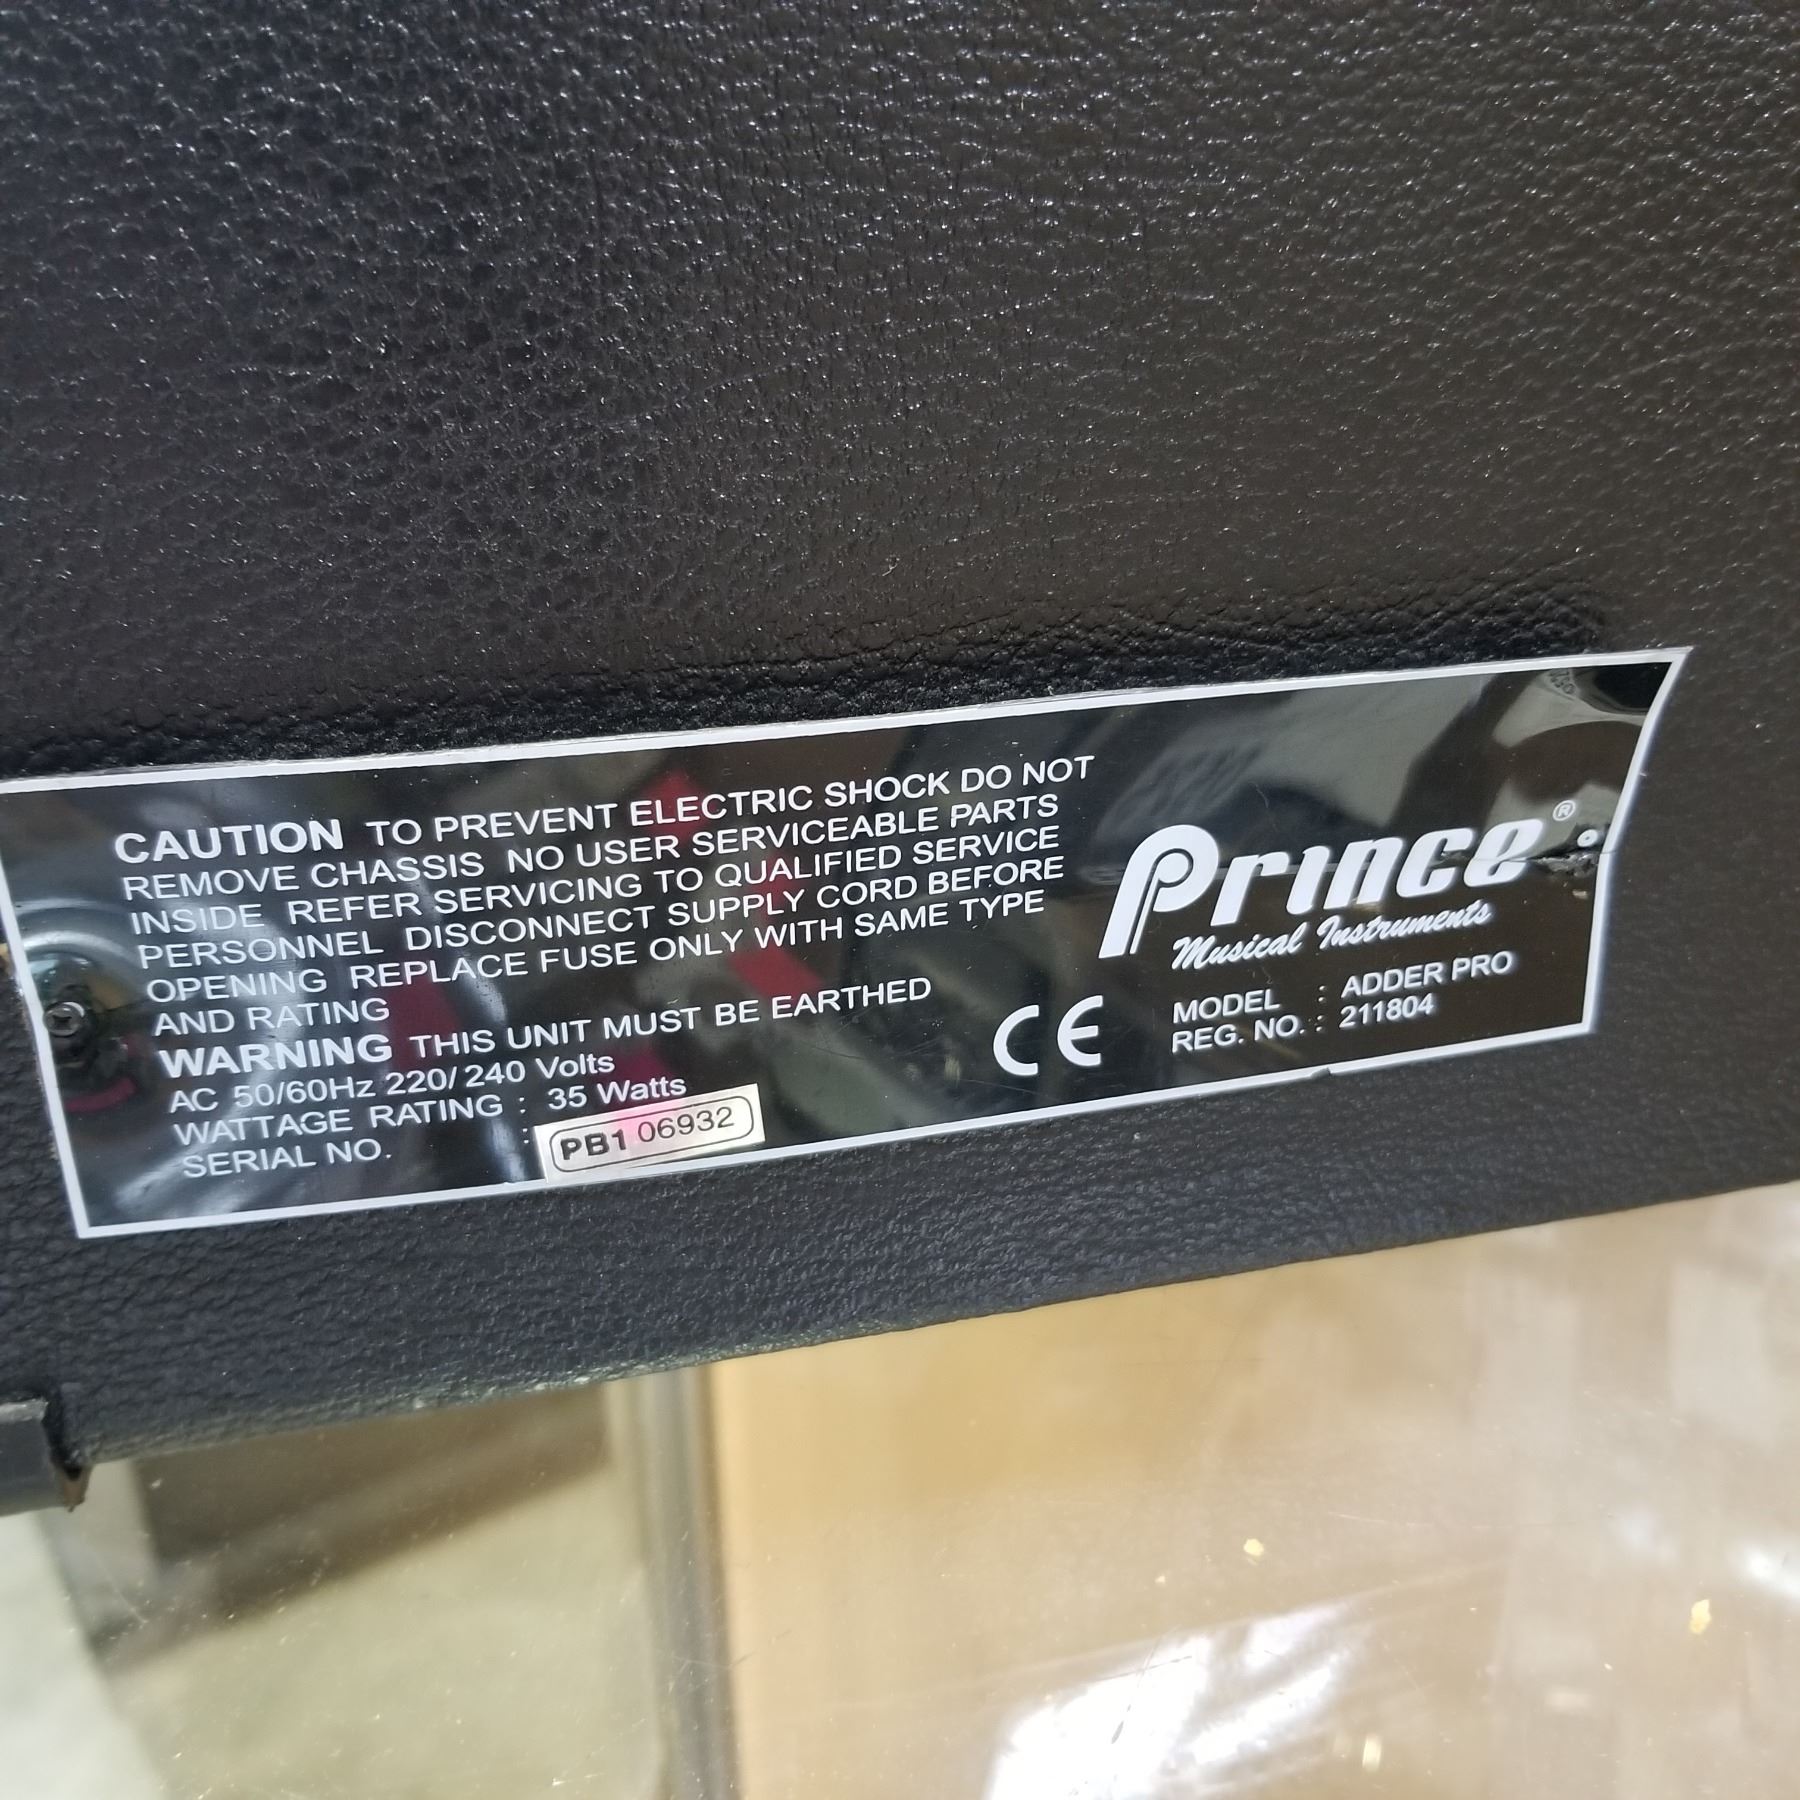 CAUTION TO PREVENT ELECTRIC SHOCK DO NOT
REMOVE CHASSIS NO USER SERVICEABLE PARTS
INSIDE REFER SERVICING TO QUALIFIED SERVICE
PERSONNEL DISCONNECT SUPPLY CORD BEFORE
OPENING REPLACE FUSE ONLY WITH SAME TYPE
AND RATING
WARNING THIS UNIT MUST BE EARTHED
AC 50/60Hz 220/240 Volts
WATTAGE RATING : 35 Watts
SERIAL NO. : PB1 06932
CE
Prince®
Musical Instruments
MODEL : ADDER PRO
REG. NO. : 211804